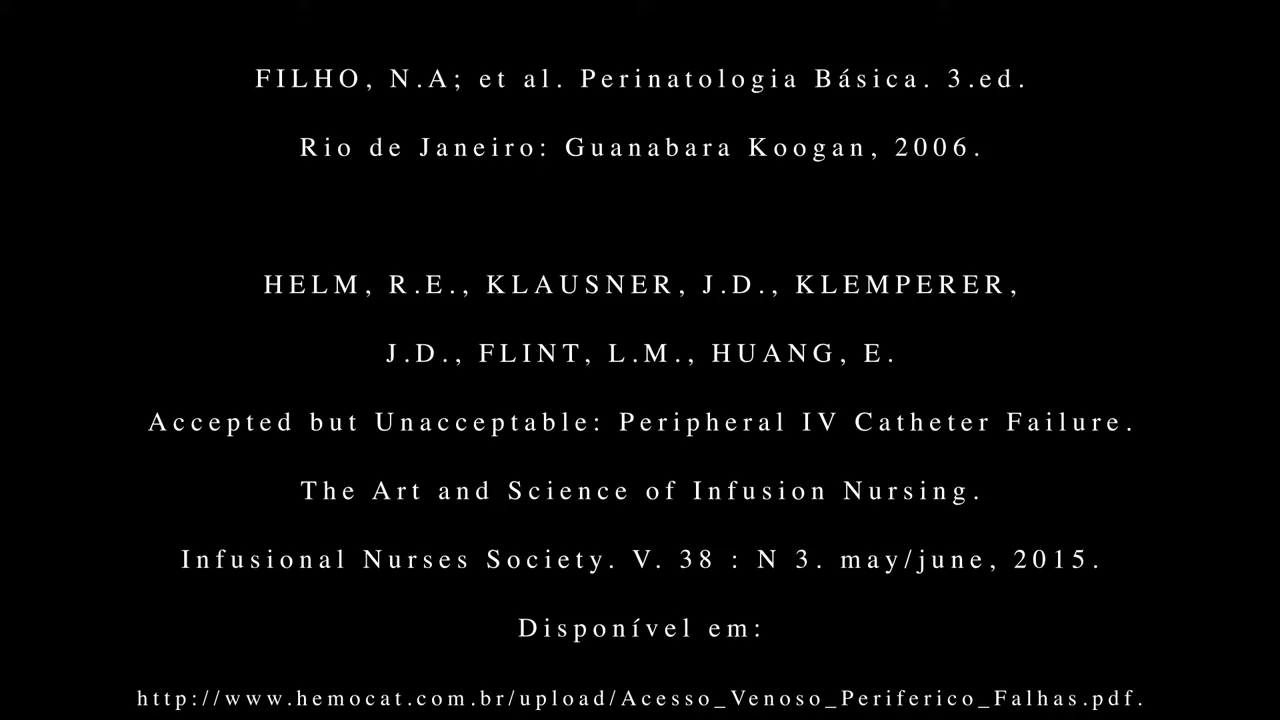 FILHO, N.A; et al. Perinatologia Básica. 3.ed.
Rio de Janeiro: Guanabara Koogan, 2006.
HELM, R.E., KLAUSNER, J.D., KLEMPERER,
J.D., FLINT, L.M., HUANG, E.
Accepted but Unacceptable: Peripheral IV Catheter Failure.
The Art and Science of Infusion Nursing.
Infusional Nurses Society. V. 38 : N 3. may/june, 2015.
Disponível em:
http://www.hemocat.com.br/upload/Acesso_Venoso_Periferico_Falhas.pdf.